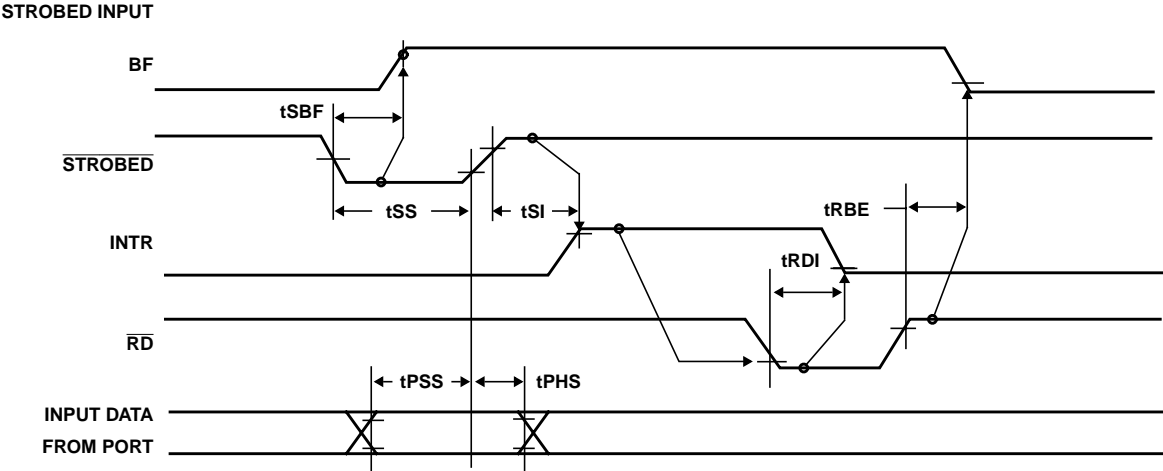 STROBED INPUT
BF
tSBF
STROBED
tSS
tSI
tRBE
INTR
tRDI
RD
tPSS
tPHS
INPUT DATA
FROM PORT